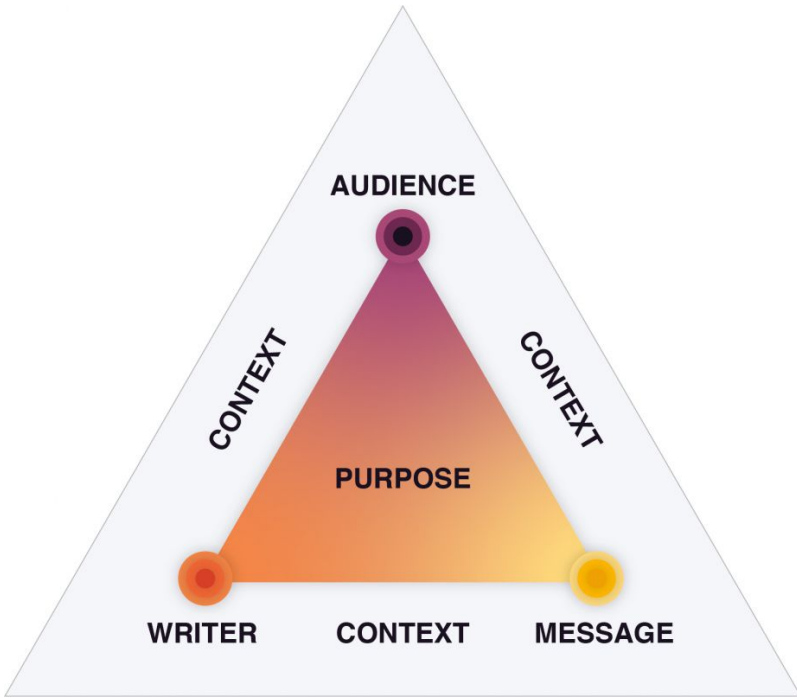 AUDIENCE
CONTEXT
CONTEXT
PURPOSE
WRITER
CONTEXT
MESSAGE